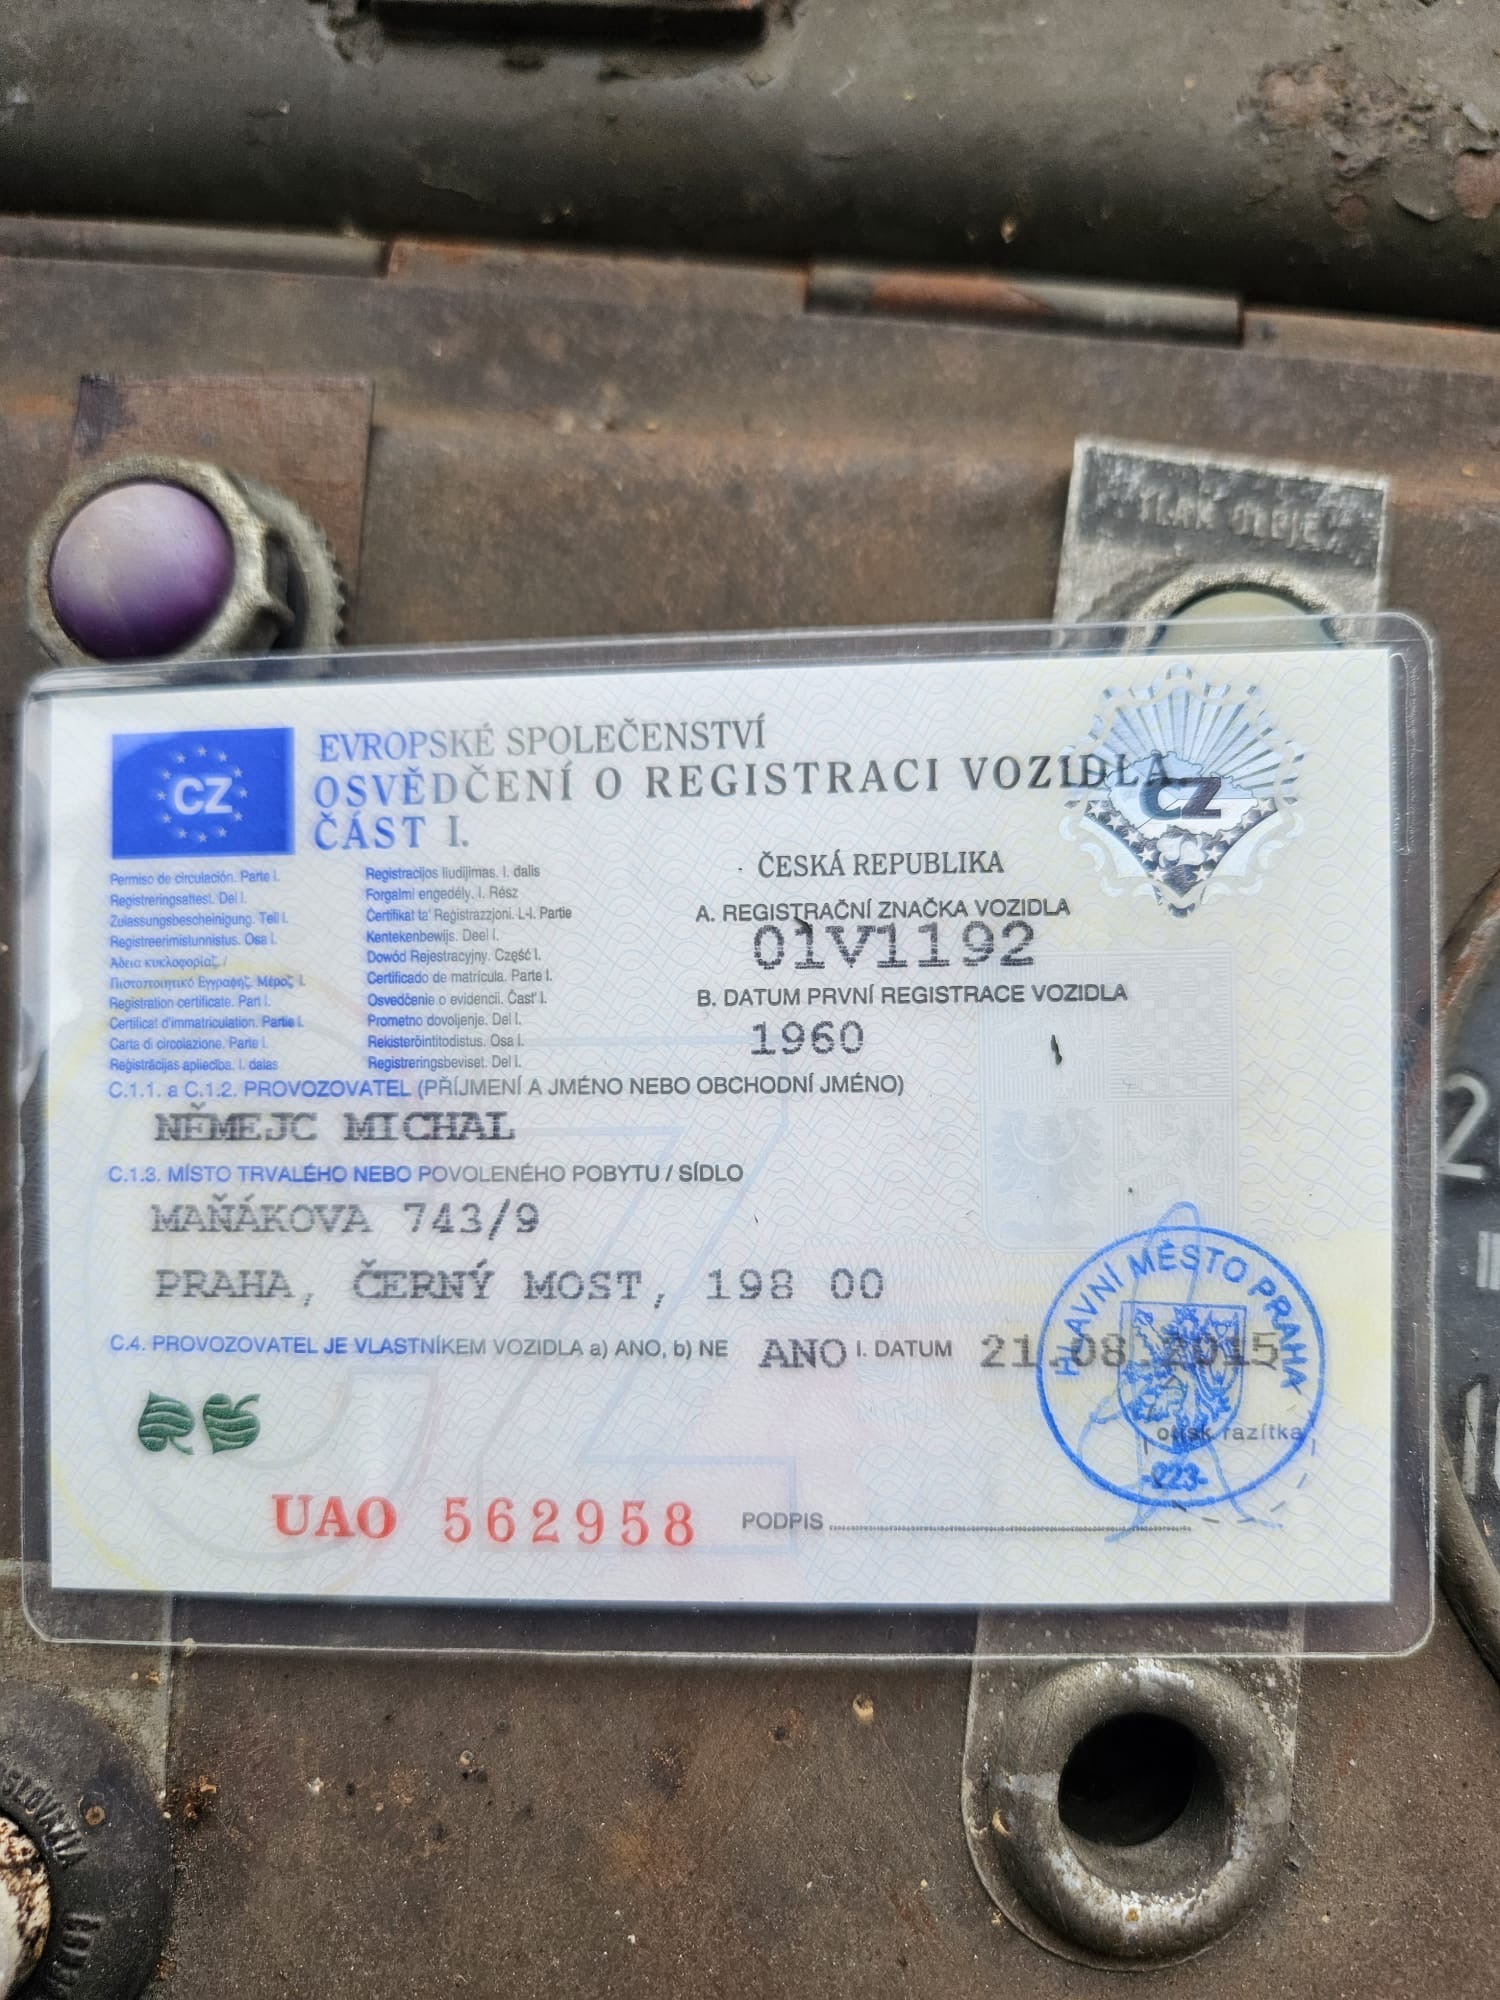 TLAK OLEJE
CZ
EVROPSKÉ SPOLEČENSTVÍ
OSVĚDČENÍ O REGISTRACI VOZIDLA
ČÁST I.
CZ
Permiso de circulación. Parte I.
Registreringsattest. Del I.
Zulassungsbescheinigung. Teil I.
Registreerimistunnistus. Osa I.
Άδεια κυκλοφορίας /
Πιστοποιητικό Εγγραφής. Μέρος I.
Registration certificate. Part I.
Certificat d'immatriculation. Partie I.
Carta di circolazione. Parte I.
Reģistrācijas apliecība. I. dalas
Registracijos liudijimas. I. dalis
Forgalmi engedély. I. Rész
Ċertifikat ta' Reġistrazzjoni. L-I. Partie
Kentekenbewijs. Deel I.
Dowód Rejestracyjny. Część I.
Certificado de matrícula. Parte I.
Osvedčenie o evidencii. Časť I.
Prometno dovoljenje. Del I.
Rekisteröintitodistus. Osa I.
Registreringsbeviset. Del I.
ČESKÁ REPUBLIKA
A. REGISTRAČNÍ ZNAČKA VOZIDLA
01V1192
B. DATUM PRVNÍ REGISTRACE VOZIDLA
1960
C.1.1. a C.1.2. PROVOZOVATEL (PŘÍJMENÍ A JMÉNO NEBO OBCHODNÍ JMÉNO)
NĚMEJC MICHAL
C.1.3. MÍSTO TRVALÉHO NEBO POVOLENÉHO POBYTU / SÍDLO
MAŇÁKOVA 743/9
PRAHA, ČERNÝ MOST, 198 00
C.4. PROVOZOVATEL JE VLASTNÍKEM VOZIDLA a) ANO, b) NE ANO I. DATUM 21.08.2015
HLAVNÍ MĚSTO PRAHA
otisk razítka
-223-
UAO 562958
PODPIS
2